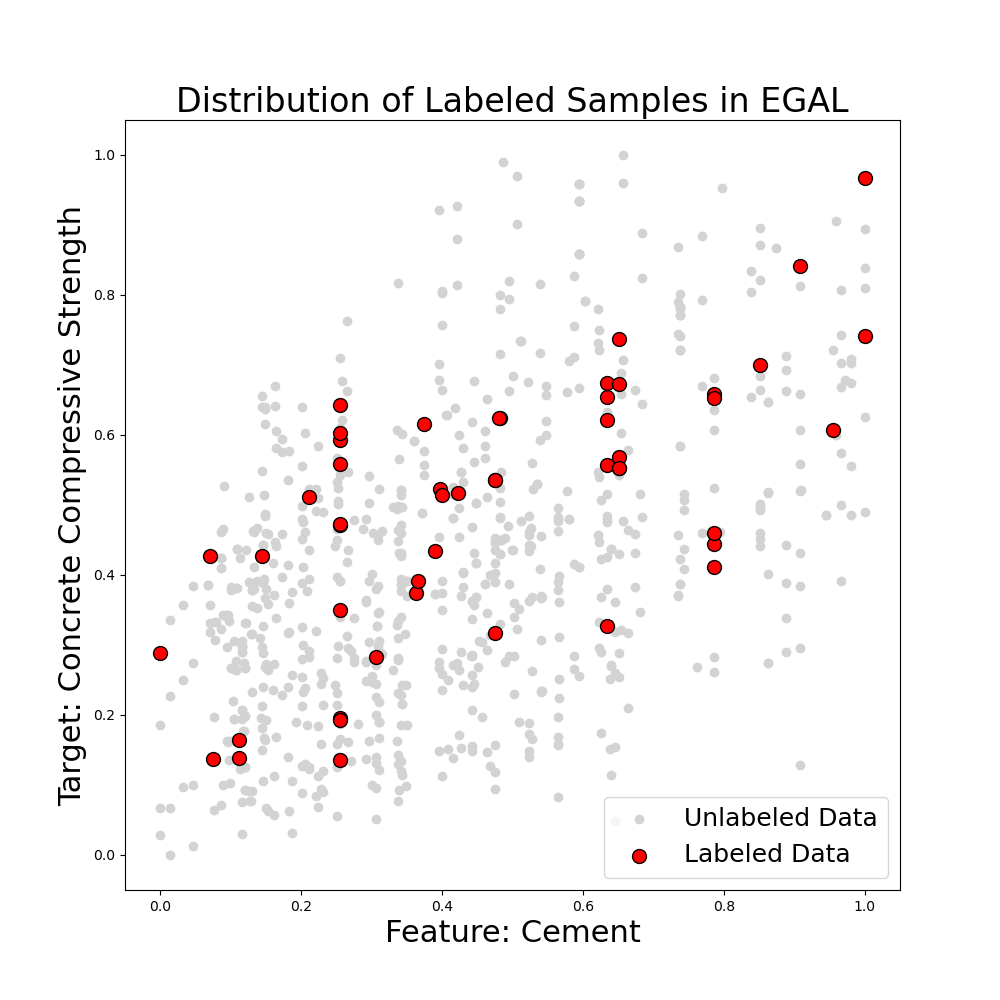 Distribution of Labeled Samples in EGAL
Target: Concrete Compressive Strength
1.0
0.8
0.6
0.4
0.2
0.0
Unlabeled Data
Labeled Data
0.0 0.2 0.4 0.6 0.8 1.0
Feature: Cement